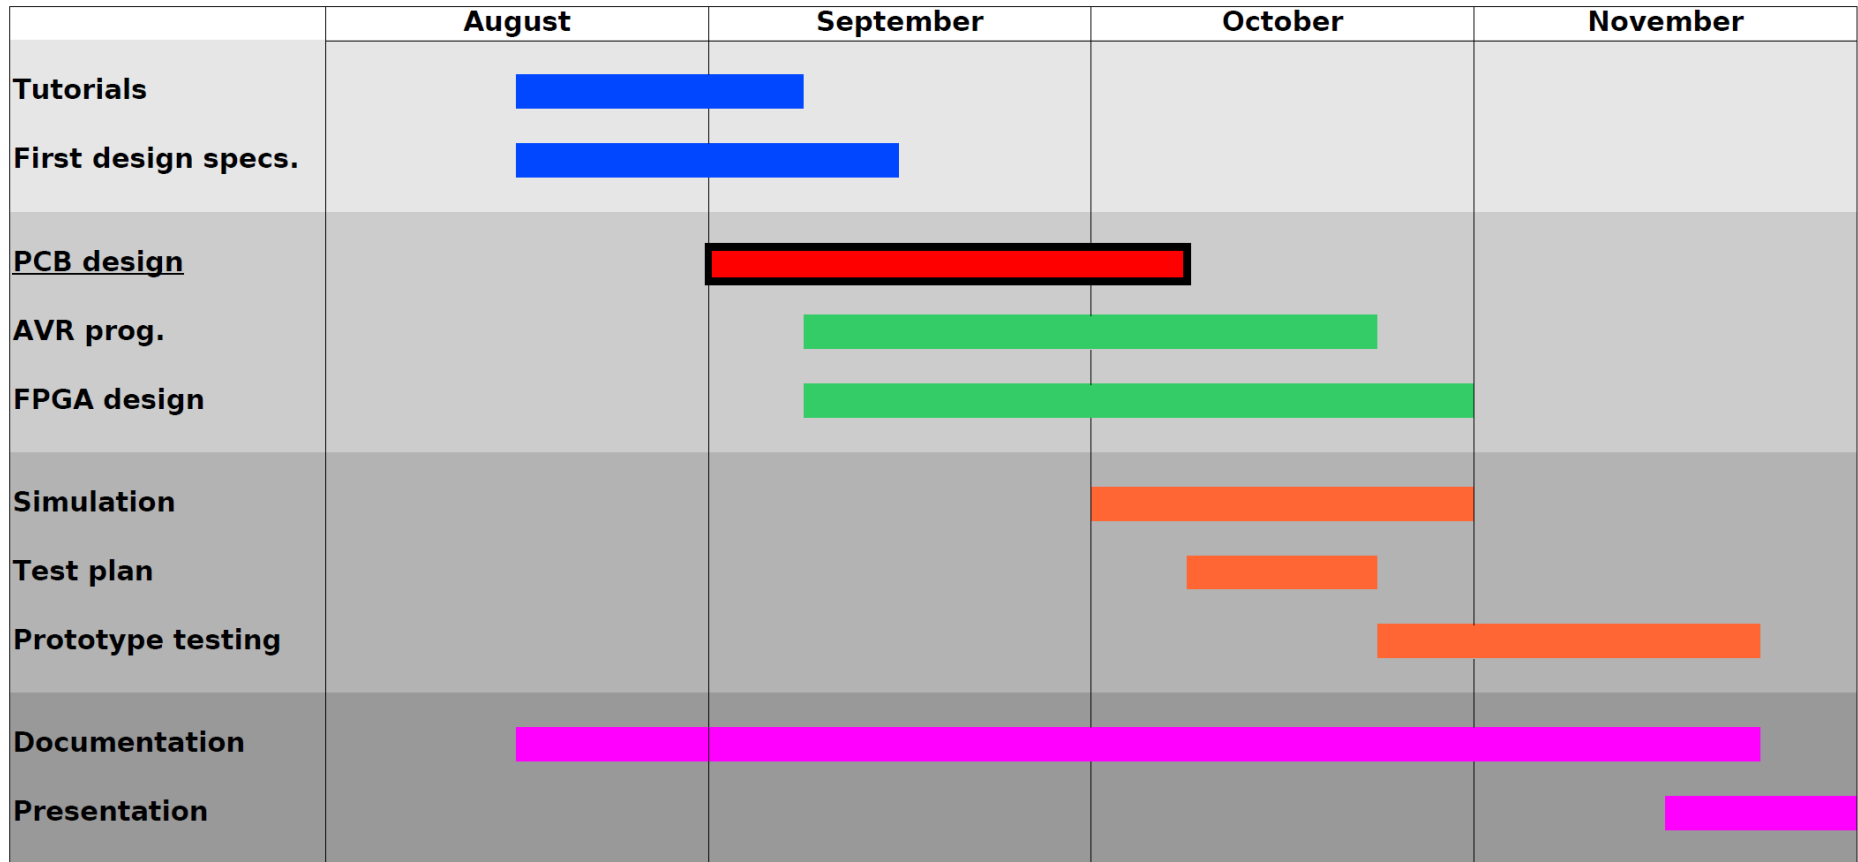 August September October November
Tutorials
First design specs.
PCB design
AVR prog.
FPGA design
Simulation
Test plan
Prototype testing
Documentation
Presentation